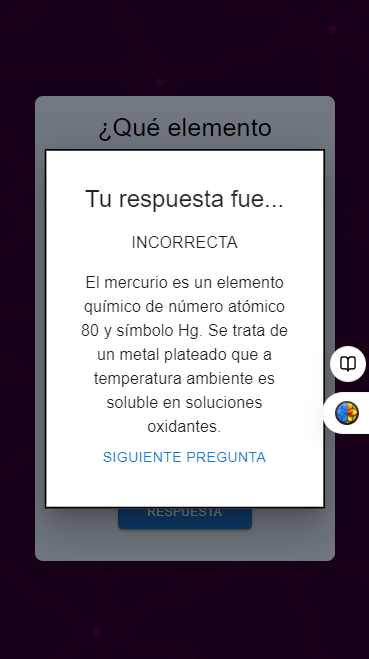 ¿Qué elemento
Tu respuesta fue...
INCORRECTA
El mercurio es un elemento
químico de número atómico
80 y símbolo Hg. Se trata de
un metal plateado que a
temperatura ambiente es
soluble en soluciones
oxidantes.
SIGUIENTE PREGUNTA
RESPUESTA